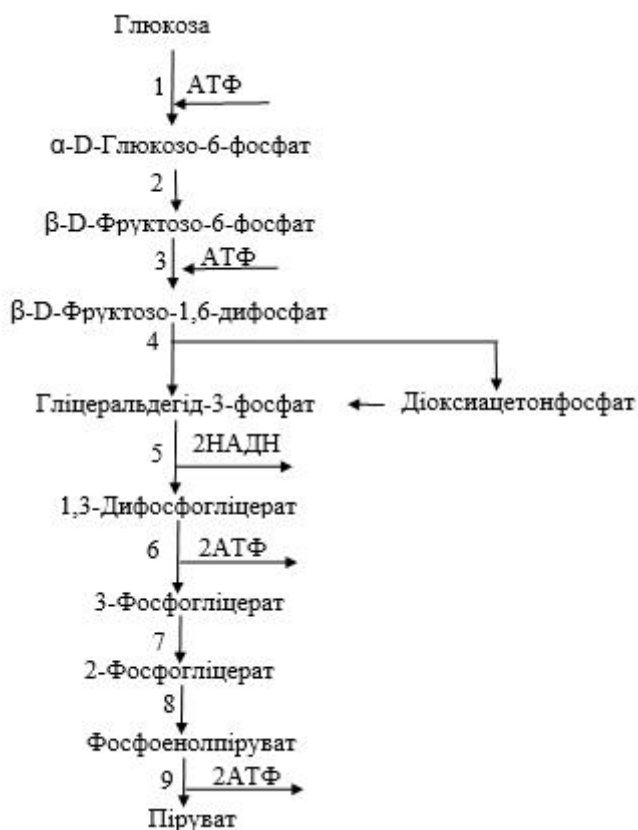 Глюкоза
1 АТФ
α-D-Глюкозо-6-фосфат
2
β-D-Фруктозо-6-фосфат
3 АТФ
β-D-Фруктозо-1,6-дифосфат
4
Гліцеральдегід-3-фосфат Діоксиацетонфосфат
5 2НАДН
1,3-Дифосфогліцерат
6 2АТФ
3-Фосфогліцерат
7
2-Фосфогліцерат
8
Фосфоенолпіруват
9 2АТФ
Піруват